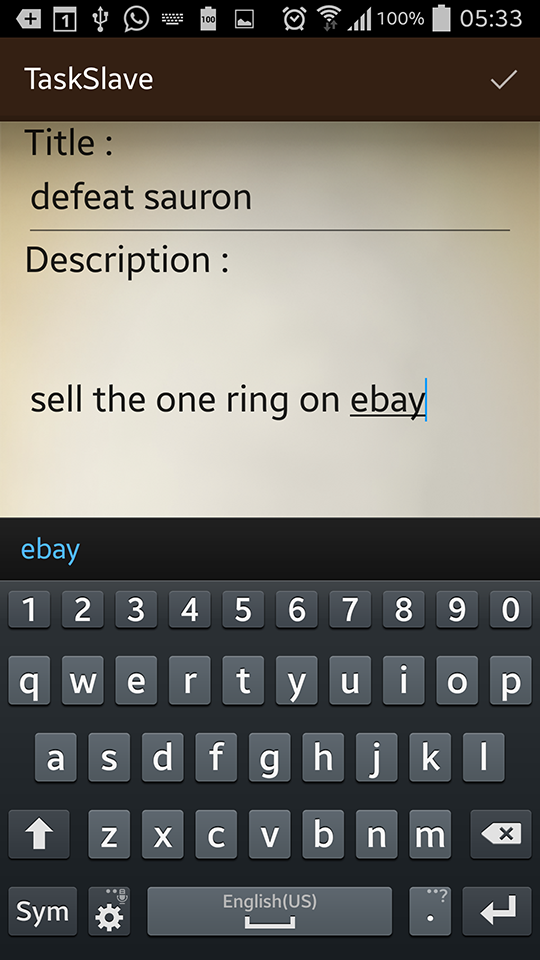 1 100 100% 05:33
TaskSlave
Title :
defeat sauron
Description :
sell the one ring on ebay
ebay
1 2 3 4 5 6 7 8 9 0
q w e r t y u i o p
a s d f g h j k l
z x c v b n m
Sym English(US) . ?